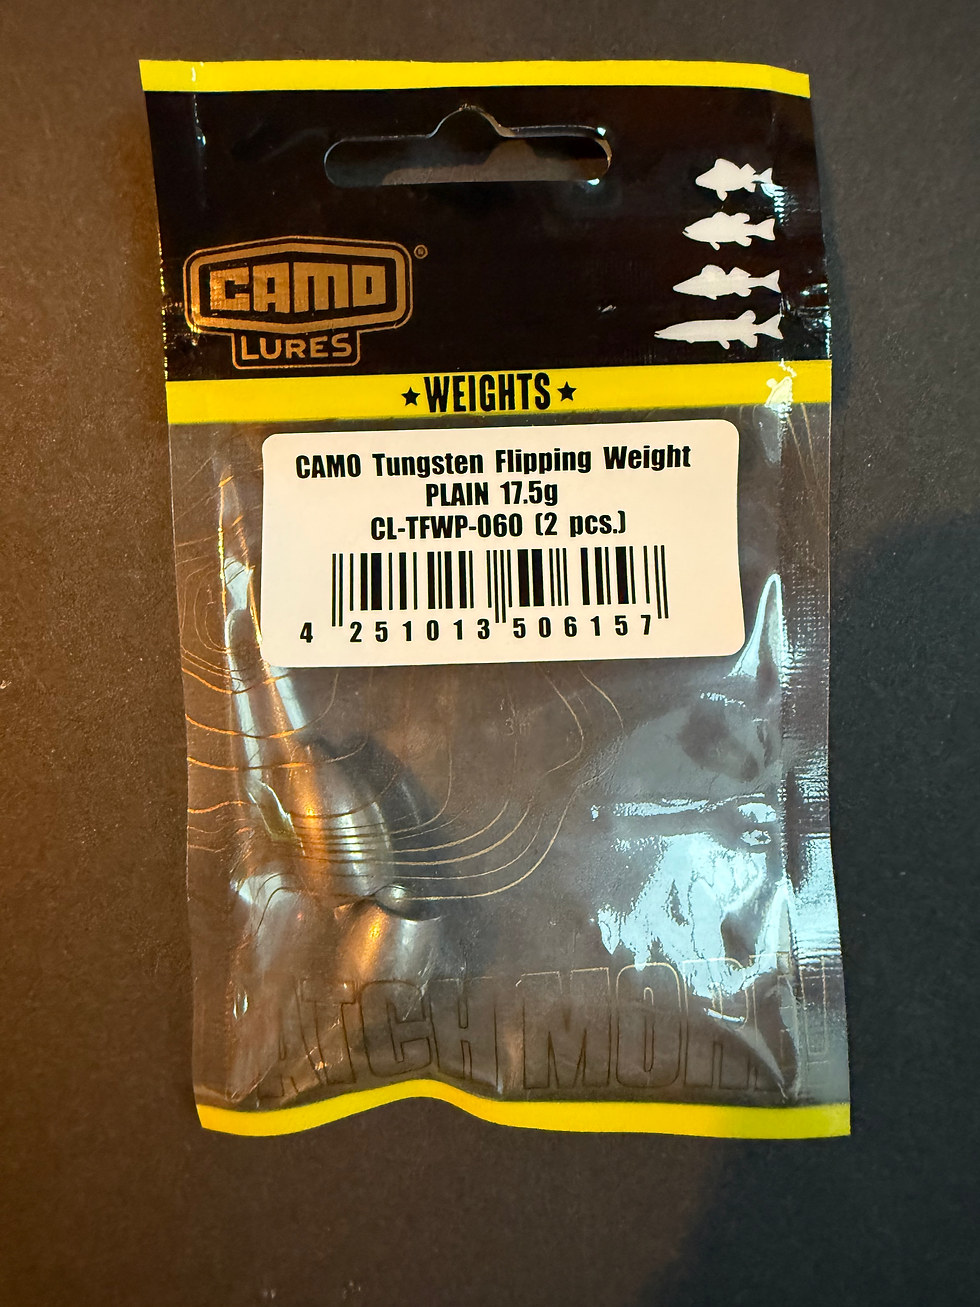 CAMO®
LURES
★WEIGHTS★
CAMO Tungsten Flipping Weight
PLAIN 17.5g
CL-TFWP-060 (2 pcs.)
4 251013 506157